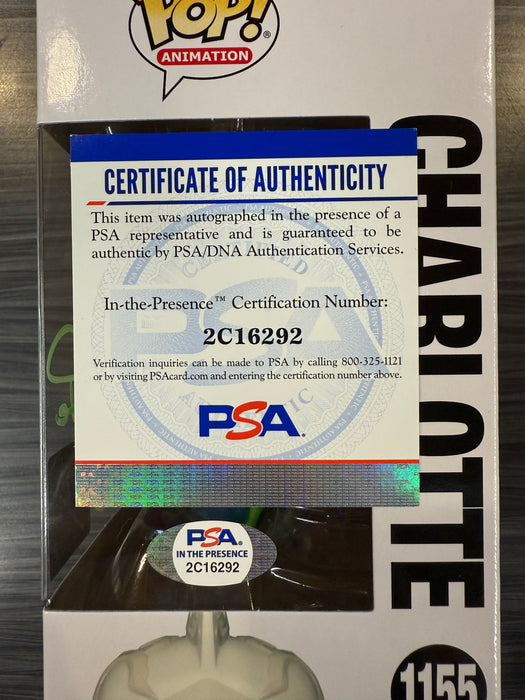 POP!
ANIMATION
CERTIFICATE OF AUTHENTICITY
This item was autographed in the presence of a
PSA representative and is guaranteed to be
authentic by PSA/DNA Authentication Services.
In-the-Presence™ Certification Number:
2C16292
Verification inquiries can be made to PSA by calling 800-325-1121
or by visiting PSAcard.com and entering the certification number above.
PSA
PSA
IN THE PRESENCE
2C16292
CHARLOTTE
1155